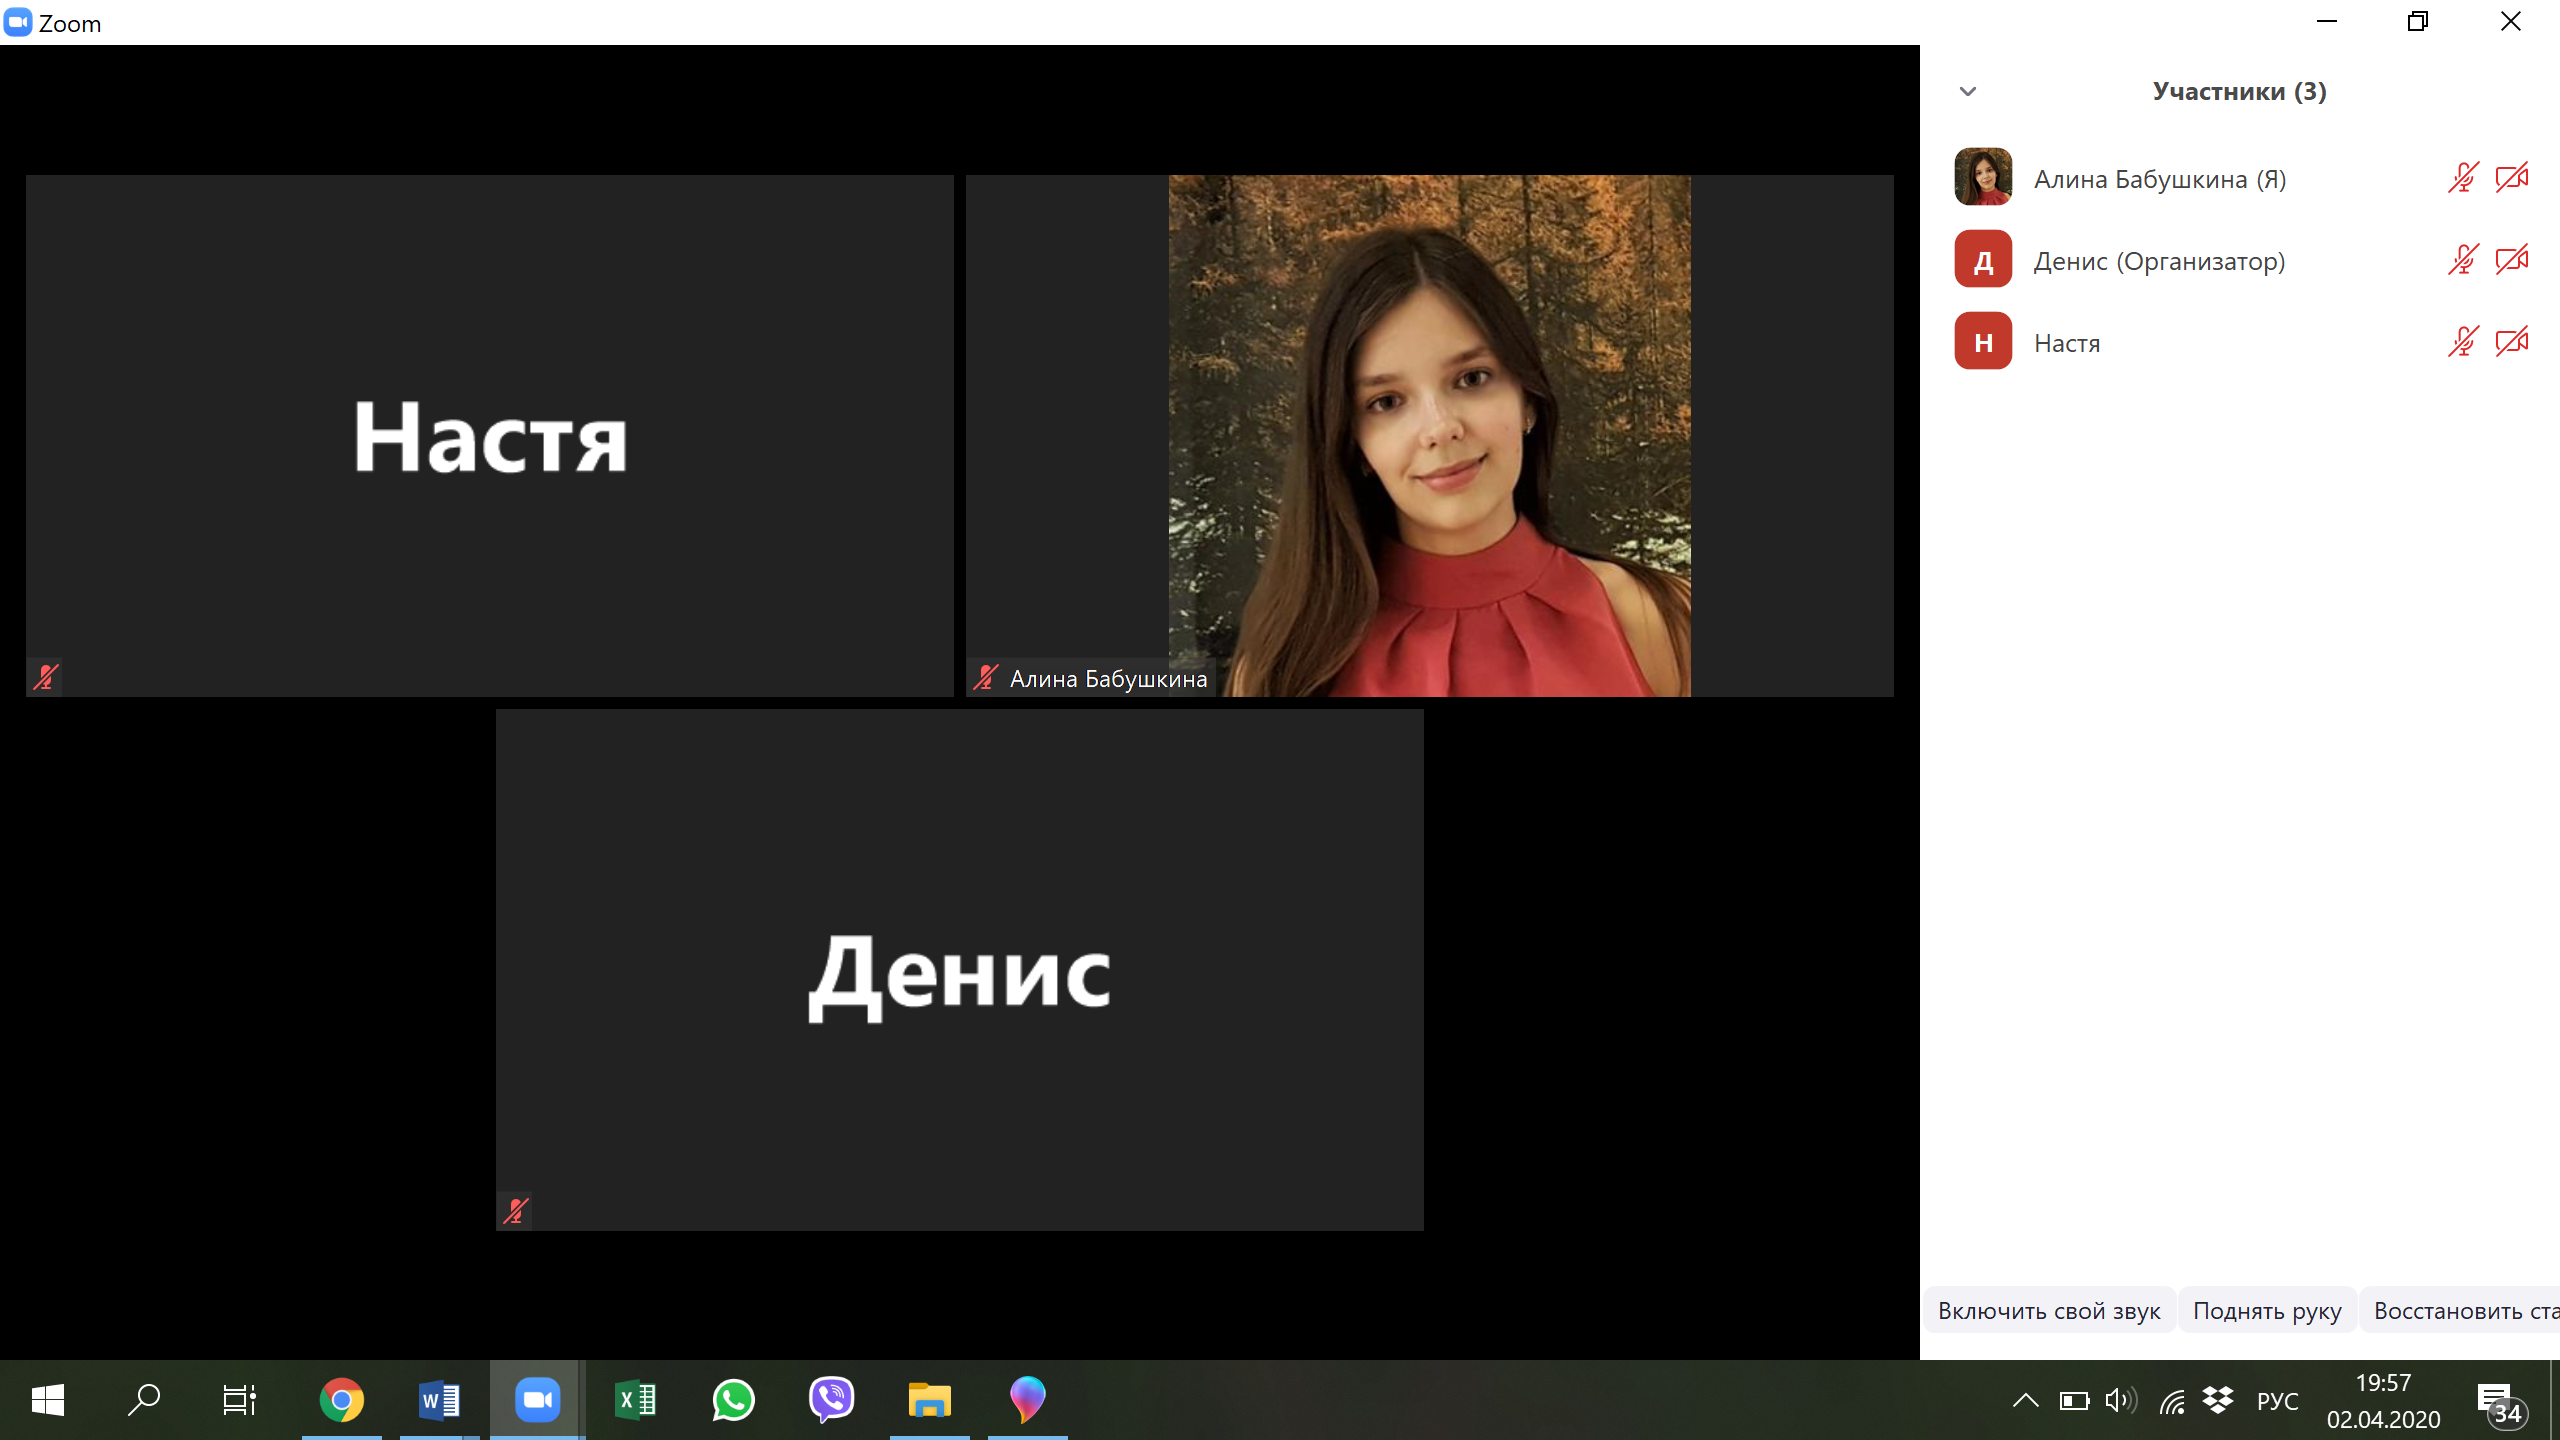 Zoom
Настя
Алина Бабушкина
Денис
Участники (3)
Алина Бабушкина (Я)
Д
Денис (Организатор)
Н
Настя
Включить свой звук
Поднять руку
Восстановить ста
W
X
РУС
19:57
02.04.2020
34